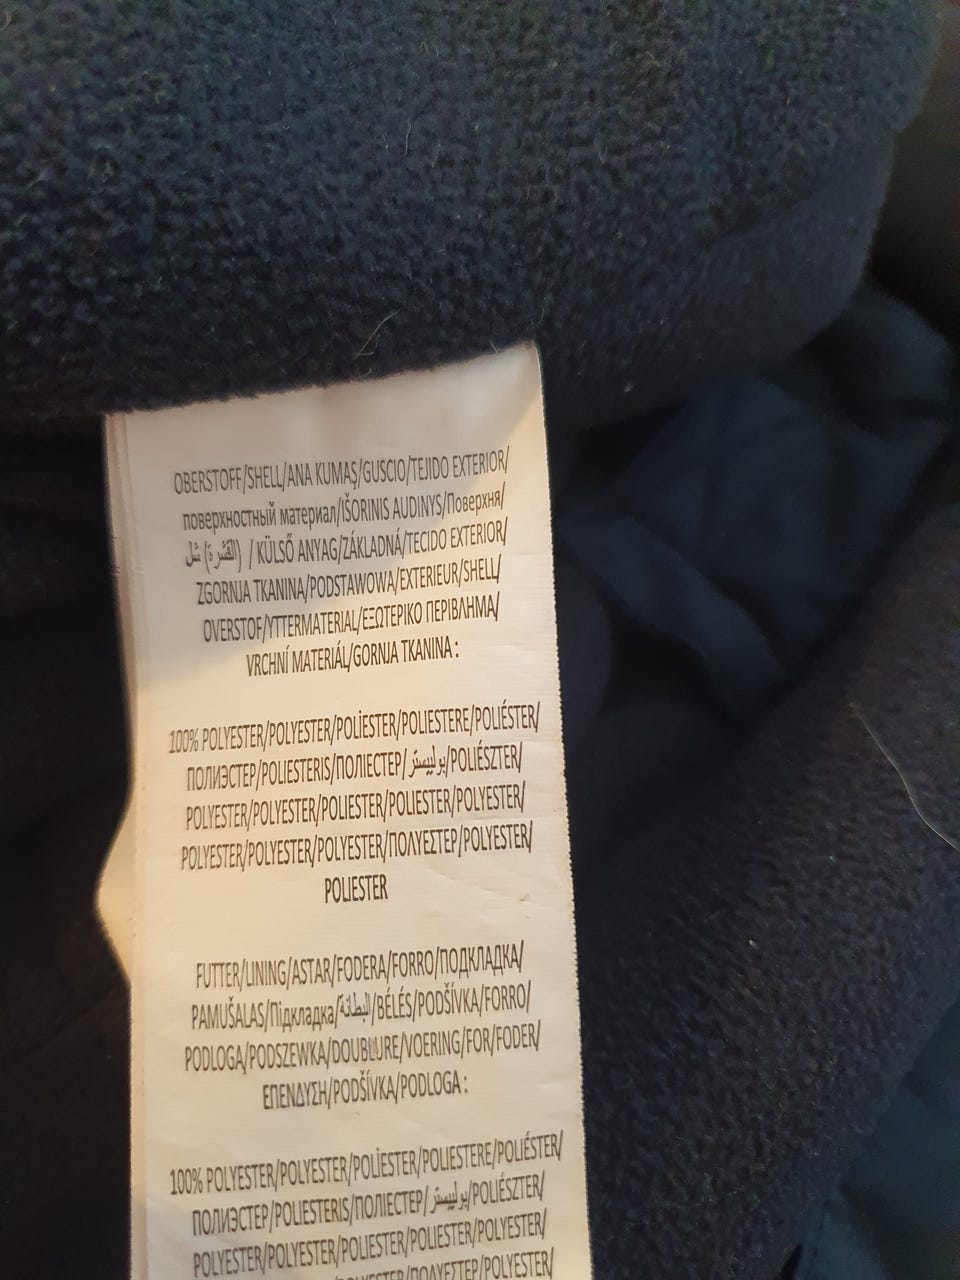 OBERSTOFF/SHELL/ANA KUMAŞ/GUSCIO/TEJIDO EXTERIOR/
поверхностный материал/IŠORINIS AUDINYS/Поверхня/
شل (القشرة) / KÜLSŐ ANYAG/ZÁKLADNÁ/TECIDO EXTERIOR/
ZGORNJA TKANINA/PODSTAWOWA/EXTERIEUR/SHELL/
OVERSTOF/YTTERMATERIAL/ΕΞΩΤΕΡΙΚΟ ΠΕΡΙΒΛΗΜΑ/
VRCHNÍ MATERIÁL/GORNJA TKANINA :
100% POLYESTER/POLYESTER/POLİESTER/POLIESTERE/POLIÉSTER/
ПОЛИЭСТЕР/POLIESTERIS/ПОЛІЕСТЕР/بوليستر/POLIÉSZTER/
POLYESTER/POLYESTER/POLIESTER/POLIESTER/POLYESTER/
POLYESTER/POLYESTER/POLYESTER/ΠΟΛΥΕΣΤΕΡ/POLYESTER/
POLIESTER
FUTTER/LINING/ASTAR/FODERA/FORRO/ПОДКЛАДКА/
PAMUŠALAS/Підкладка/البطانة/BÉLÉS/PODŠÍVKA/FORRO/
PODLOGA/PODSZEWKA/DOUBLURE/VOERING/FOR/FODER/
ΕΠΕΝΔΥΣΗ/PODŠÍVKA/PODLOGA :
100% POLYESTER/POLYESTER/POLİESTER/POLIESTERE/POLIÉSTER/
ПОЛИЭСТЕР/POLIESTERIS/ПОЛІЕСТЕР/بوليستر/POLIÉSZTER/
POLYESTER/POLYESTER/POLIESTER/POLIESTER/POLYESTER/
POLYESTER/ΠΟΛΥΕΣΤΕΡ/POLYESTER/